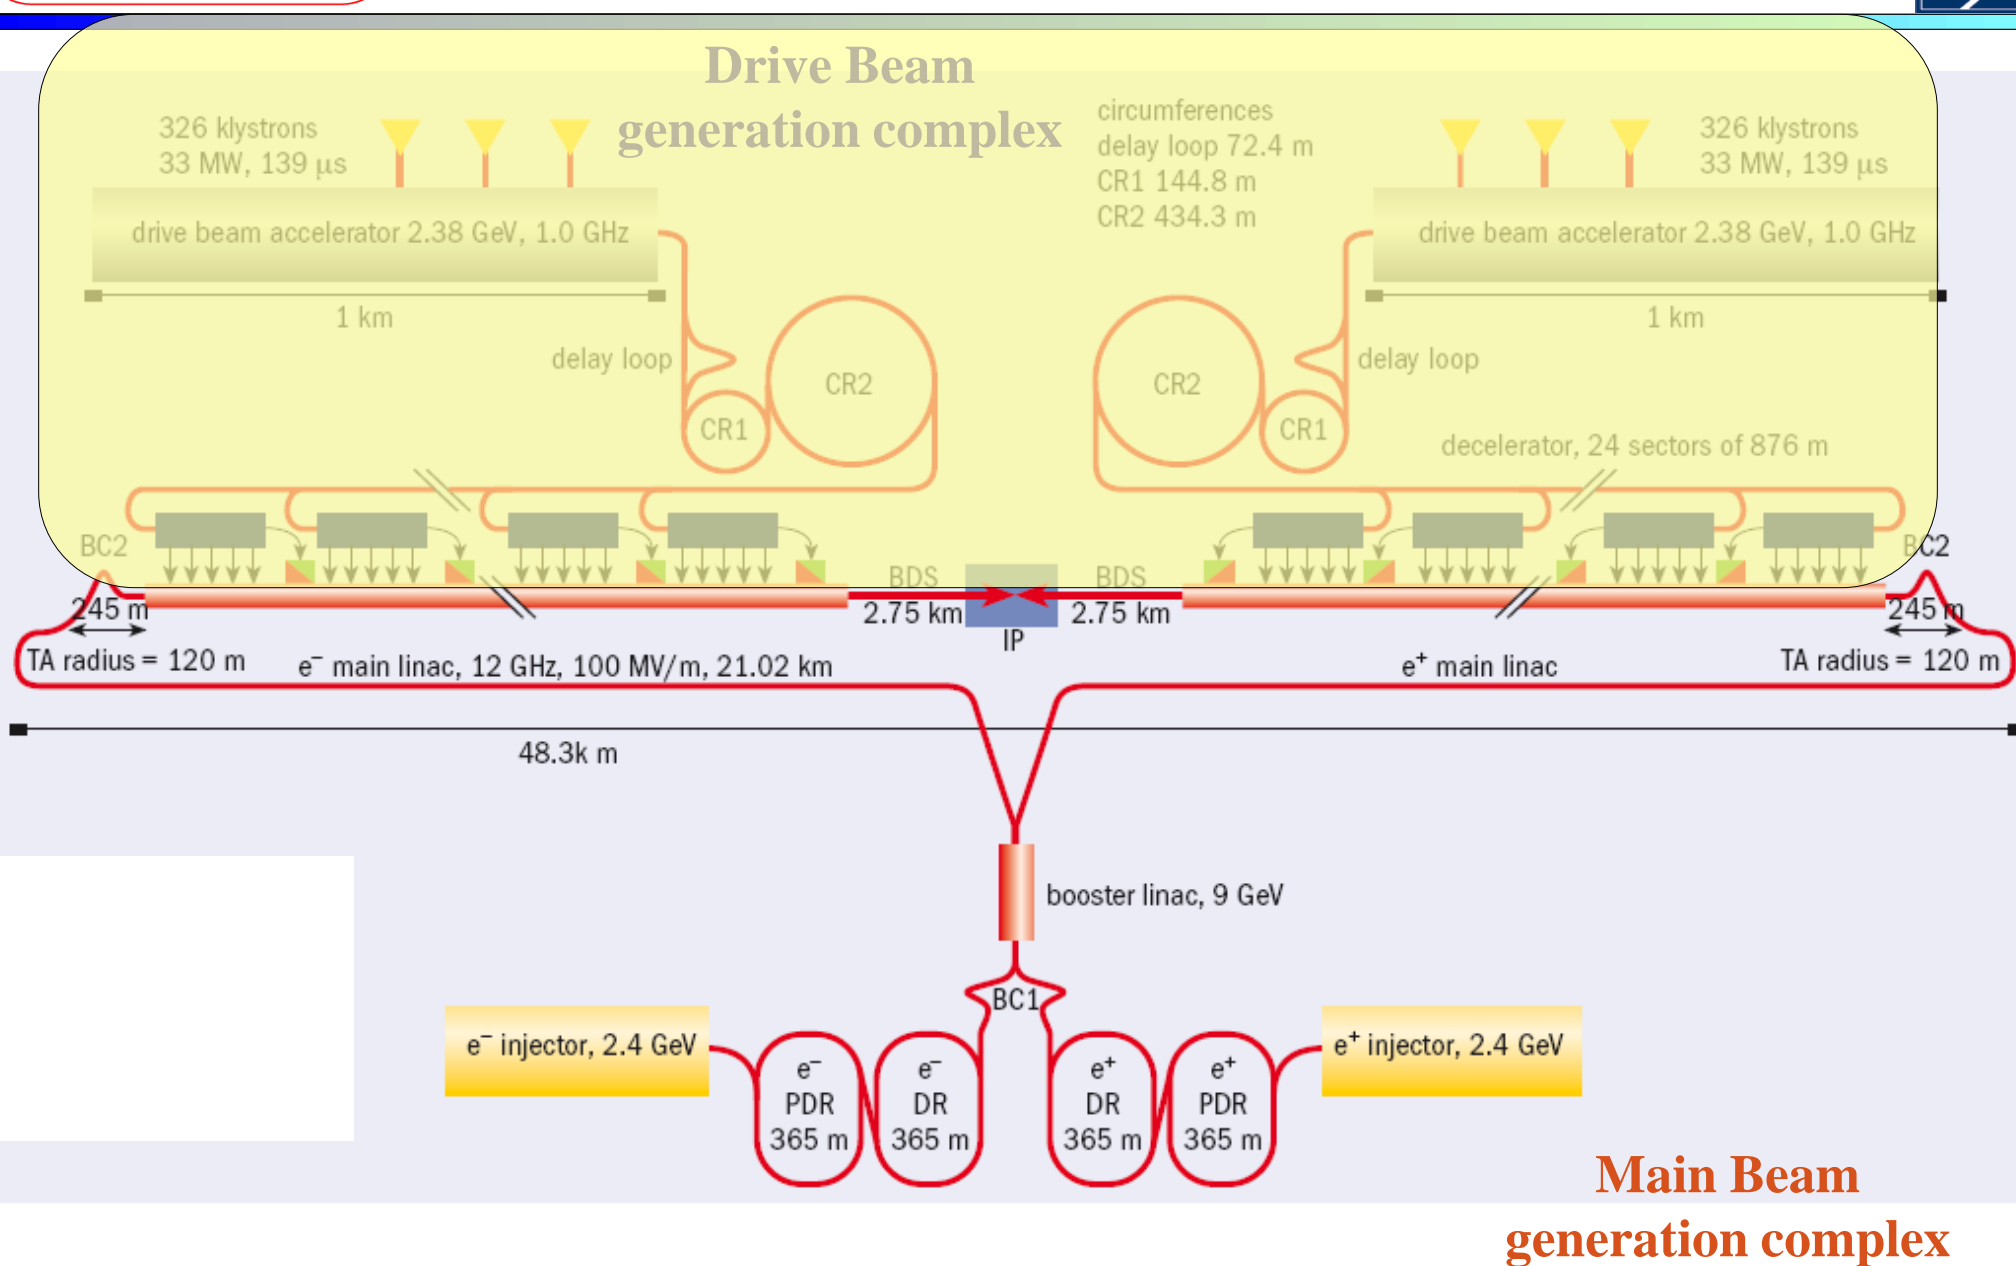 Drive Beam
generation complex
326 klystrons
33 MW, 139 μs
circumferences
delay loop 72.4 m
CR1 144.8 m
CR2 434.3 m
326 klystrons
33 MW, 139 μs
drive beam accelerator 2.38 GeV, 1.0 GHz
drive beam accelerator 2.38 GeV, 1.0 GHz
1 km
1 km
delay loop
delay loop
CR2
CR2
CR1
CR1
decelerator, 24 sectors of 876 m
BC2
BC2
BDS
2.75 km
BDS
2.75 km
IP
245 m
245 m
TA radius = 120 m
e⁻ main linac, 12 GHz, 100 MV/m, 21.02 km
e⁺ main linac
TA radius = 120 m
48.3k m
booster linac, 9 GeV
BC1
e⁻ injector, 2.4 GeV
e⁺ injector, 2.4 GeV
e⁻
PDR
365 m
e⁻
DR
365 m
e⁺
DR
365 m
e⁺
PDR
365 m
Main Beam
generation complex